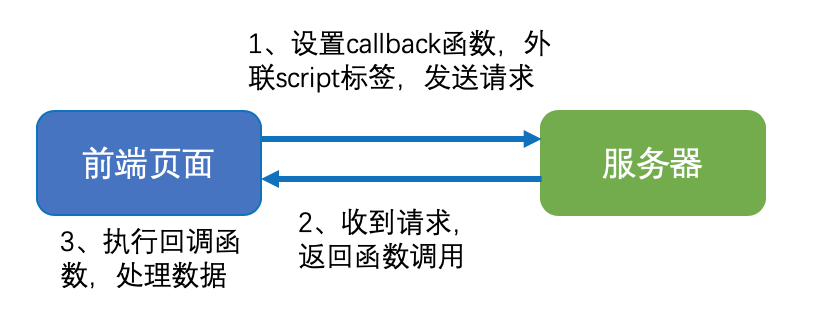 1、设置callback函数，外
联script标签，发送请求
前端页面
服务器
2、收到请求，
返回函数调用
3、执行回调函
数，处理数据